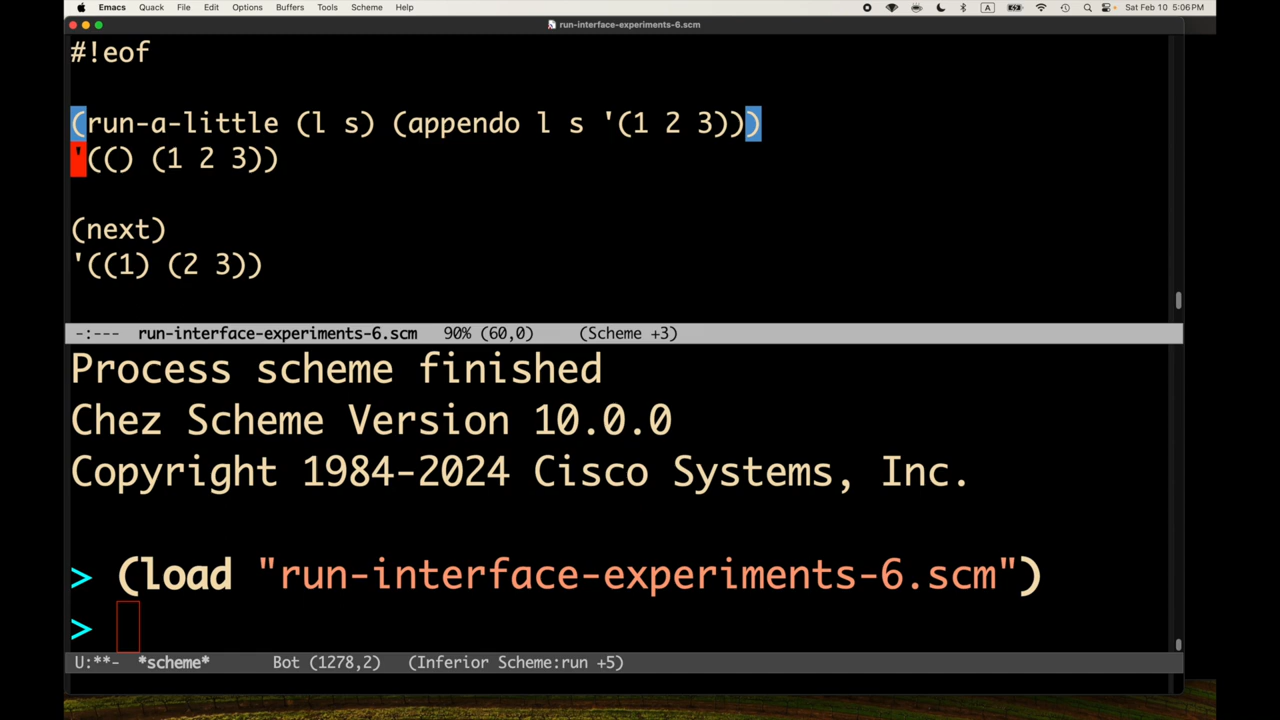 Emacs Quack File Edit Options Buffers Tools Scheme Help A Sat Feb 10 5:06 PM
run-interface-experiments-6.scm
#!eof
(run-a-little (l s) (appendo l s '(1 2 3)))
'(() (1 2 3))
(next)
'((1) (2 3))
-:--- run-interface-experiments-6.scm 90% (60,0) (Scheme +3)
Process scheme finished
Chez Scheme Version 10.0.0
Copyright 1984-2024 Cisco Systems, Inc.
> (load "run-interface-experiments-6.scm")
>
U:**- *scheme* Bot (1278,2) (Inferior Scheme:run +5)